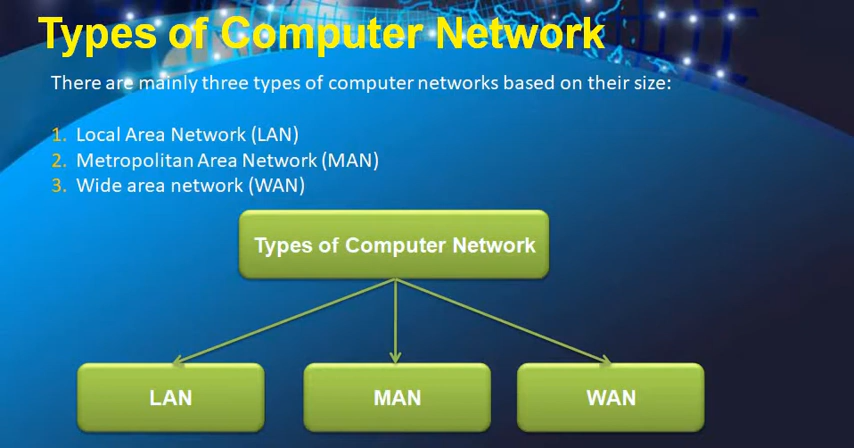 Types of Computer Network
There are mainly three types of computer networks based on their size:
1. Local Area Network (LAN)
2. Metropolitan Area Network (MAN)
3. Wide area network (WAN)
Types of Computer Network
LAN
MAN
WAN